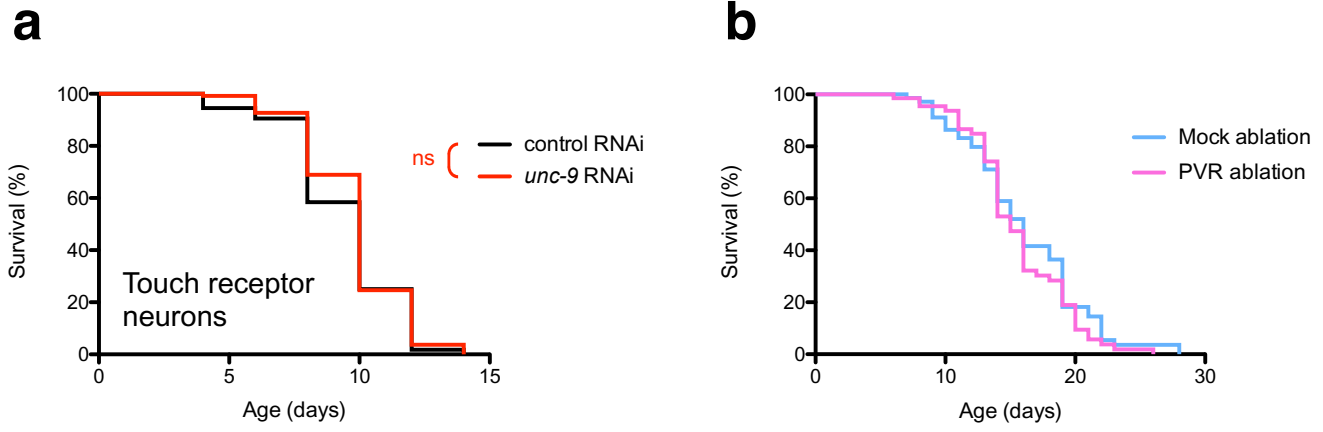 a
100
80
60
40
20
0
Survival (%)
0 5 10 15
Age (days)
Touch receptor
neurons
ns
control RNAi
unc-9 RNAi
b
100
80
60
40
20
0
Survival (%)
0 10 20 30
Age (days)
Mock ablation
PVR ablation